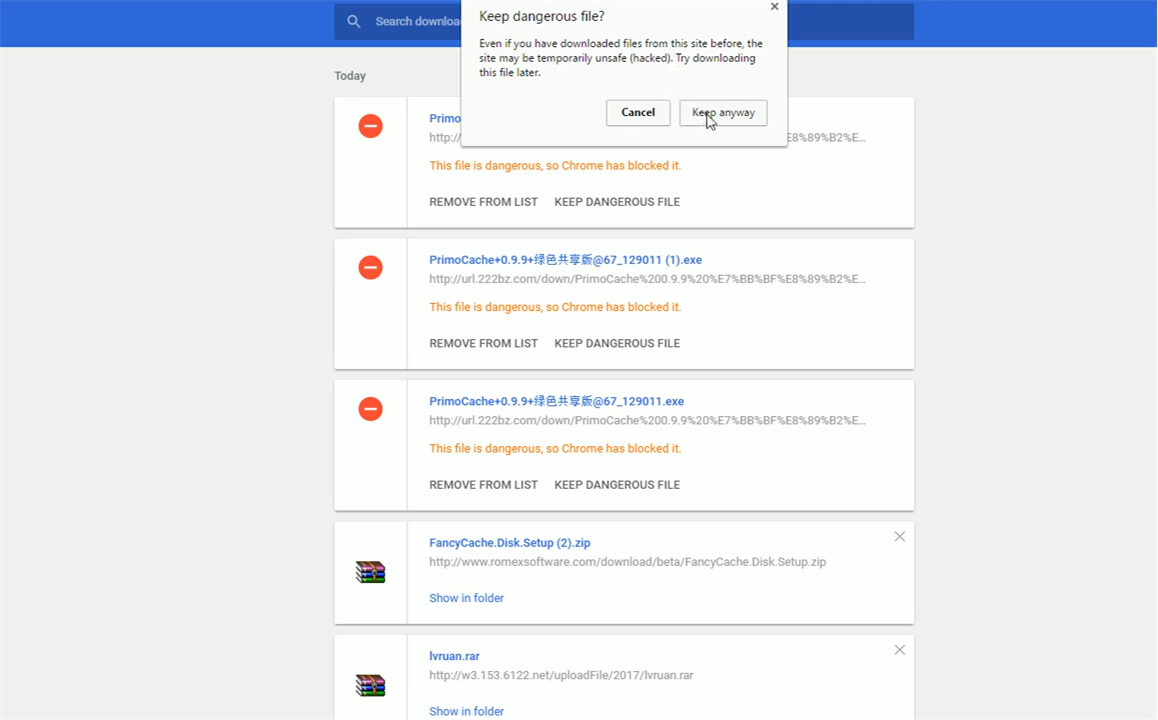 Search downloa
Keep dangerous file?
Even if you have downloaded files from this site before, the
site may be temporarily unsafe (hacked). Try downloading
this file later.
Cancel
Keep anyway
Today
Primo
http://
E8%89%B2%E...
This file is dangerous, so Chrome has blocked it.
REMOVE FROM LIST KEEP DANGEROUS FILE
PrimoCache+0.9.9+绿色共享版@67_129011 (1).exe
http://url.222bz.com/down/PrimoCache%200.9.9%20%E7%BB%BF%E8%89%B2%E...
This file is dangerous, so Chrome has blocked it.
REMOVE FROM LIST KEEP DANGEROUS FILE
PrimoCache+0.9.9+绿色共享版@67_129011.exe
http://url.222bz.com/down/PrimoCache%200.9.9%20%E7%BB%BF%E8%89%B2%E...
This file is dangerous, so Chrome has blocked it.
REMOVE FROM LIST KEEP DANGEROUS FILE
FancyCache.Disk.Setup (2).zip
http://www.romexsoftware.com/download/beta/FancyCache.Disk.Setup.zip
Show in folder
lvruan.rar
http://w3.153.6122.net/uploadFile/2017/lvruan.rar
Show in folder